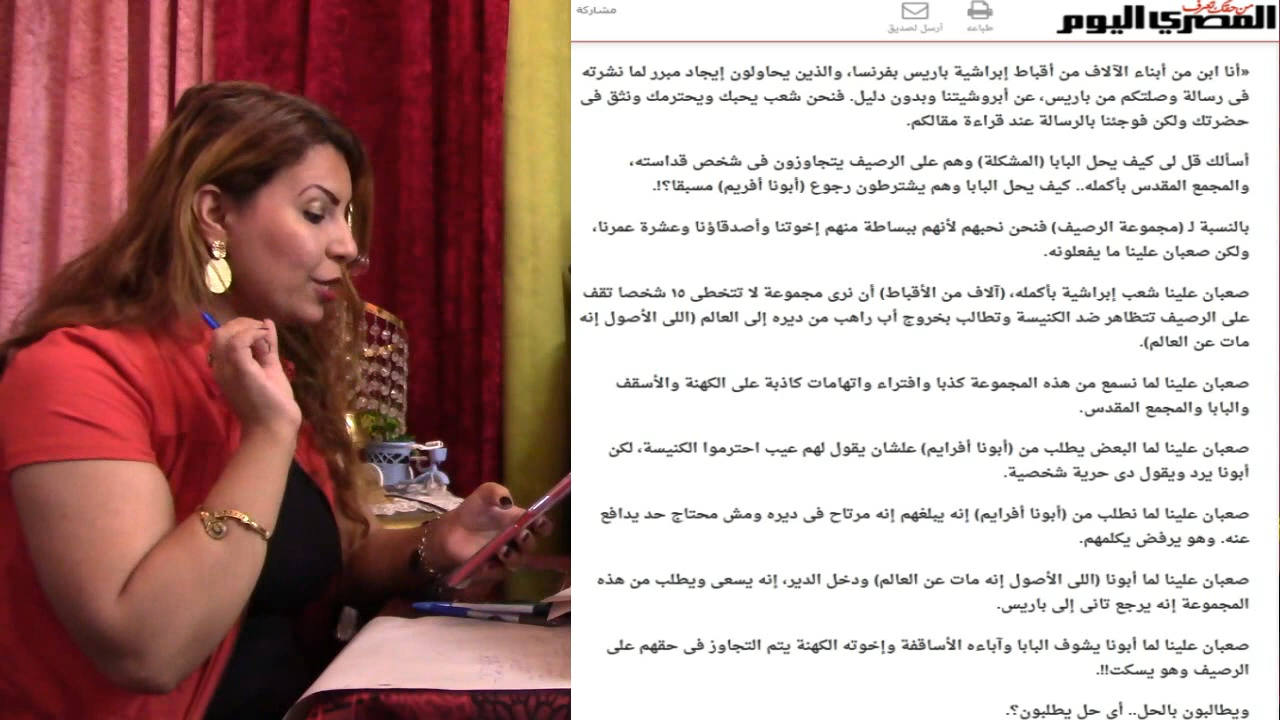 من حقك تعرف
المصري اليوم
طباعه
أرسل لصديق
مشاركة
«أنا ابن من أبناء الآلاف من أقباط إبراشية باريس بفرنسا، والذين يحاولون إيجاد مبرر لما نشرته
فى رسالة وصلتكم من باريس، عن أبروشيتنا وبدون دليل. فنحن شعب يحبك ويحترمك ونثق فى
حضرتك ولكن فوجئنا بالرسالة عند قراءة مقالكم.
أسألك قل لى كيف يحل البابا (المشكلة) وهم على الرصيف يتجاوزون فى شخص قداسته،
والمجمع المقدس بأكمله.. كيف يحل البابا وهم يشترطون رجوع (أبونا أفريم) مسبقا؟!.
بالنسبة لـ (مجموعة الرصيف) فنحن نحبهم لأنهم ببساطة منهم إخوتنا وأصدقاؤنا وعشرة عمرنا،
ولكن صعبان علينا ما يفعلونه.
صعبان علينا شعب إبراشية بأكمله، (آلاف من الأقباط) أن نرى مجموعة لا تتخطى ١٥ شخصا تقف
على الرصيف تتظاهر ضد الكنيسة وتطالب بخروج أب راهب من ديره إلى العالم (اللى الأصول إنه
مات عن العالم).
صعبان علينا لما نسمع من هذه المجموعة كذبا وافتراء واتهامات كاذبة على الكهنة والأسقف
والبابا والمجمع المقدس.
صعبان علينا لما البعض يطلب من (أبونا أفرايم) علشان يقول لهم عيب احترموا الكنيسة، لكن
أبونا يرد ويقول دى حرية شخصية.
صعبان علينا لما نطلب من (أبونا أفرايم) إنه يبلغهم إنه مرتاح فى ديره ومش محتاج حد يدافع
عنه. وهو يرفض يكلمهم.
صعبان علينا لما أبونا (اللى الأصول إنه مات عن العالم) ودخل الدير، إنه يسعى ويطلب من هذه
المجموعة إنه يرجع تانى إلى باريس.
صعبان علينا لما أبونا يشوف البابا وآباءه الأساقفة وإخوته الكهنة يتم التجاوز فى حقهم على
الرصيف وهو يسكت!!.
ويطالبون بالحل.. أى حل يطلبون؟.